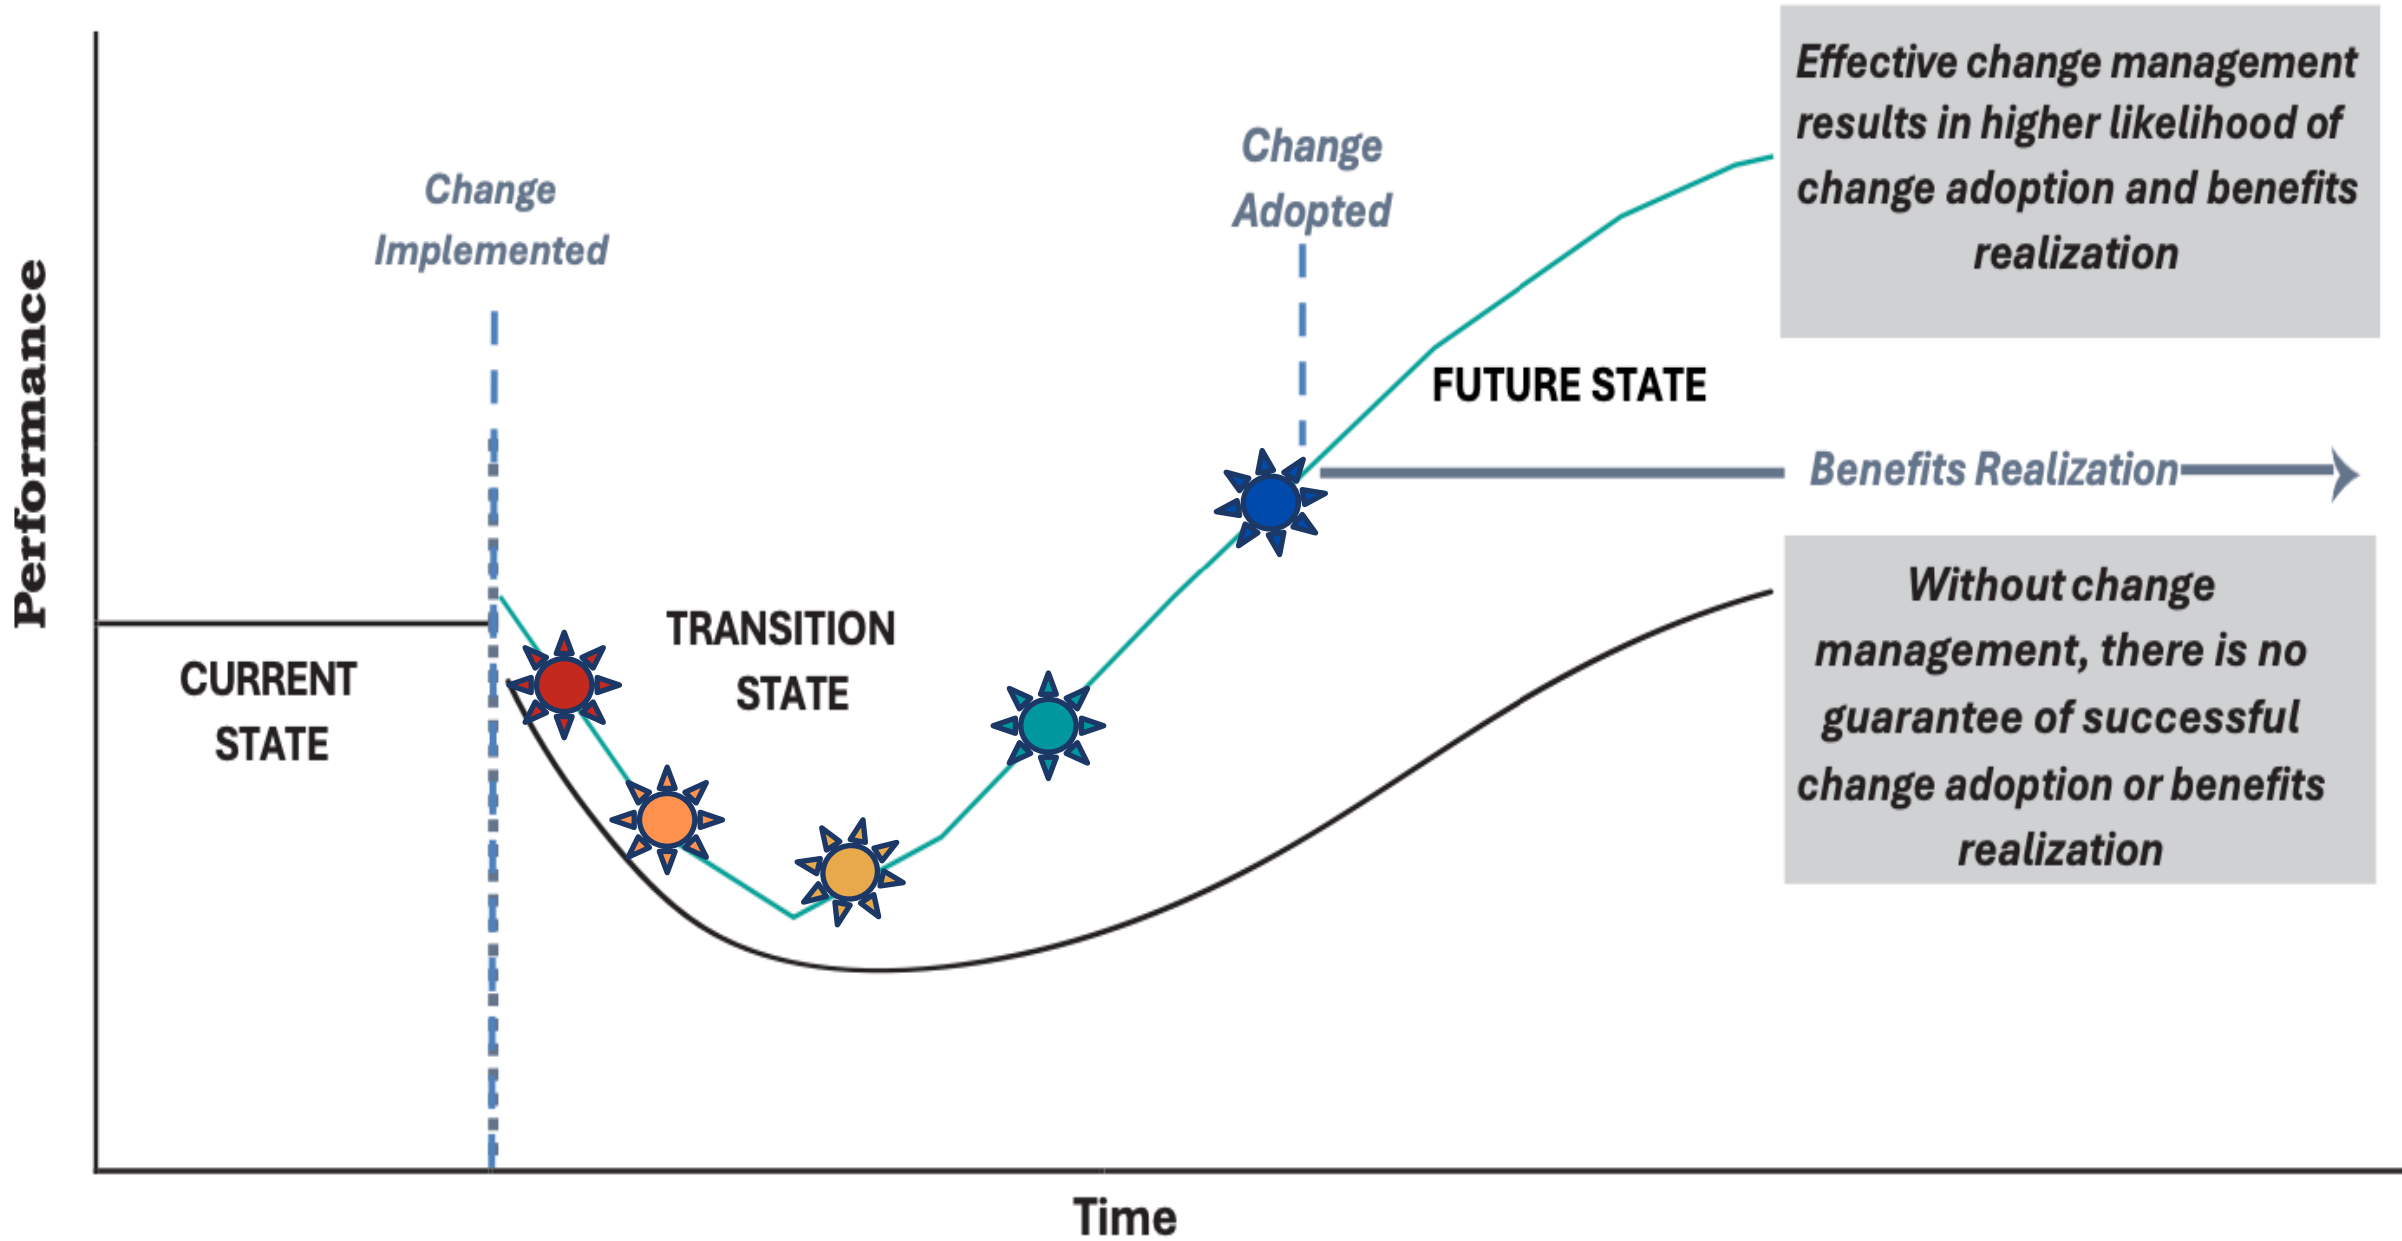 Performance
Change
Implemented
CURRENT
STATE
TRANSITION
STATE
Change
Adopted
FUTURE STATE
Effective change management
results in higher likelihood of
change adoption and benefits
realization
Benefits Realization
Without change
management, there is no
guarantee of successful
change adoption or benefits
realization
Time